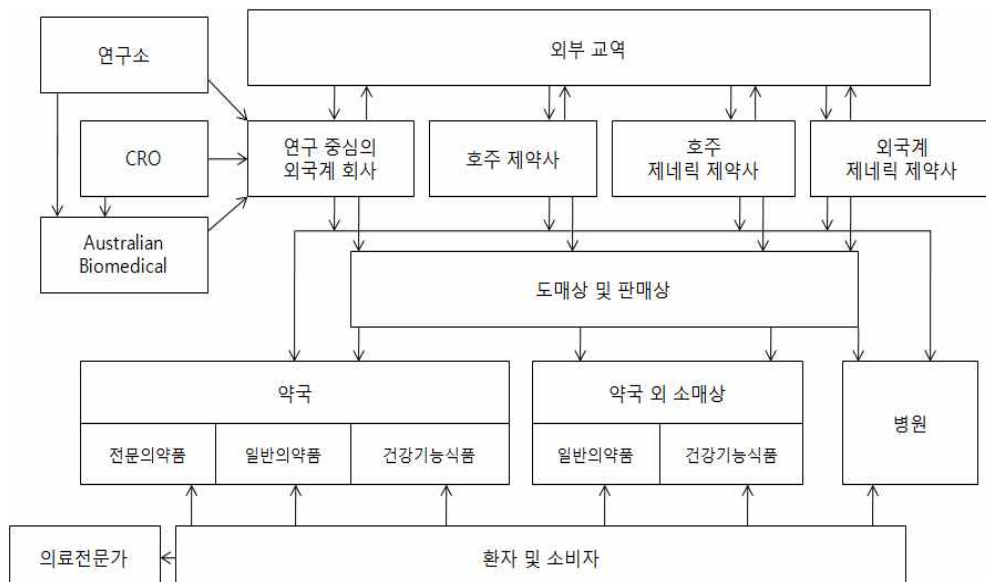 연구소
외부 교역
CRO
연구 중심의
외국계 회사
호주 제약사
호주
제네릭 제약사
외국계
제네릭 제약사
Australian
Biomedical
도매상 및 판매상
약국
약국 외 소매상
병원
전문의약품
일반의약품
건강기능식품
일반의약품
건강기능식품
의료전문가
환자 및 소비자